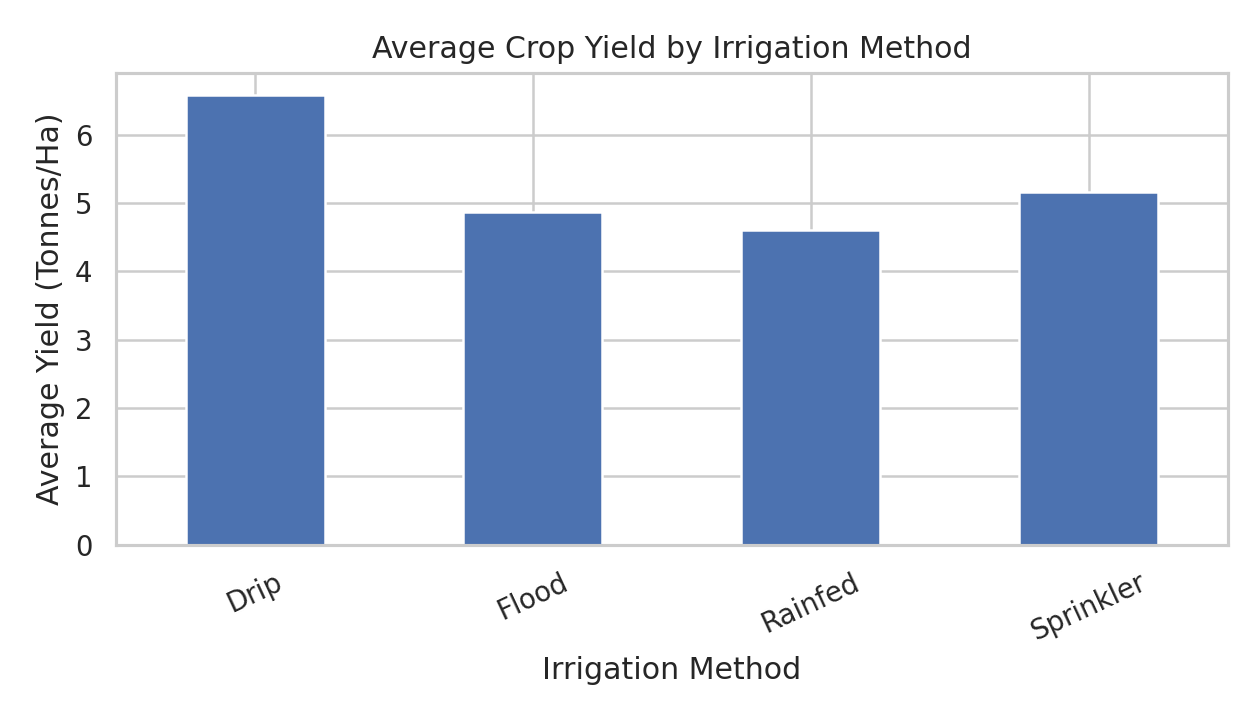 Average Crop Yield by Irrigation Method
Average Yield (Tonnes/Ha)
6
5
4
3
2
1
0
Drip
Flood
Rainfed
Sprinkler
Irrigation Method